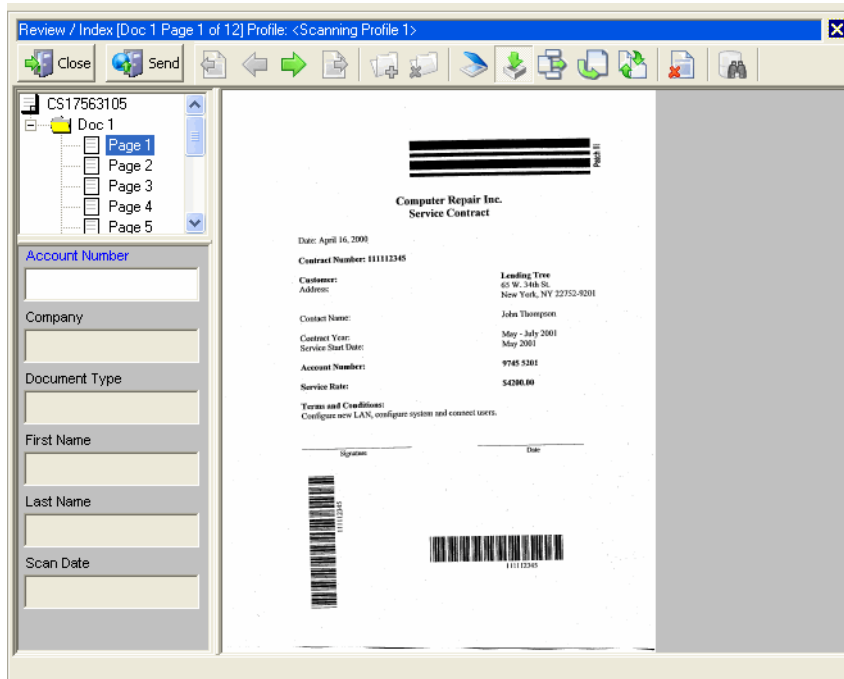 Review / Index [Doc 1 Page 1 of 12] Profile: <Scanning Profile 1>
Close
Send
CS17563105
Doc 1
Page 1
Page 2
Page 3
Page 4
Page 5
Account Number
Company
Document Type
First Name
Last Name
Scan Date
Patch II
Computer Repair Inc.
Service Contract
Date: April 16, 2000
Contract Number: 111112345
Customer: Lending Tree
Address: 65 W. 34th St.
New York, NY 22752-9201
Contact Name: John Thompson
Contract Year: May - July 2001
Service Start Date: May 2001
Account Number: 9745 5201
Service Rate: $4200.00
Terms and Conditions:
Configure new LAN, configure system and connect users.
Signature Date
111112345
111112345